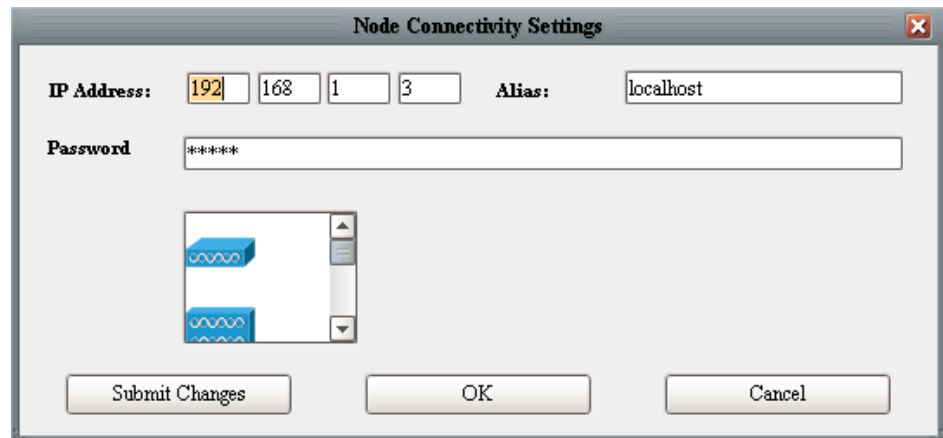 Node Connectivity Settings
IP Address: 192 168 1 3 Alias: localhost
Password *****
Submit Changes OK Cancel